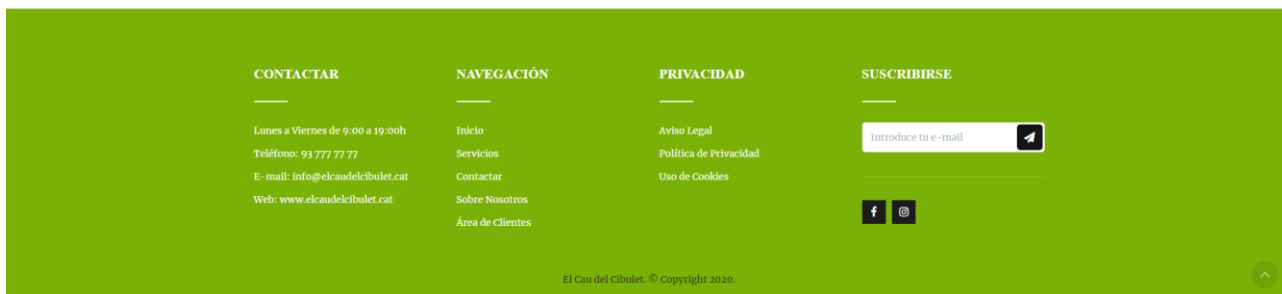 CONTACTAR
Lunes a Viernes de 9:00 a 19:00h
Teléfono: 93 777 77 77
E-mail: info@elcaudelcibulet.cat
Web: www.elcaudelcibulet.cat
NAVEGACIÓN
Inicio
Servicios
Contactar
Sobre Nosotros
Área de Clientes
PRIVACIDAD
Aviso Legal
Política de Privacidad
Uso de Cookies
SUSCRIBIRSE
Introduce tu e-mail
El Cau del Cibulet. © Copyright 2020.